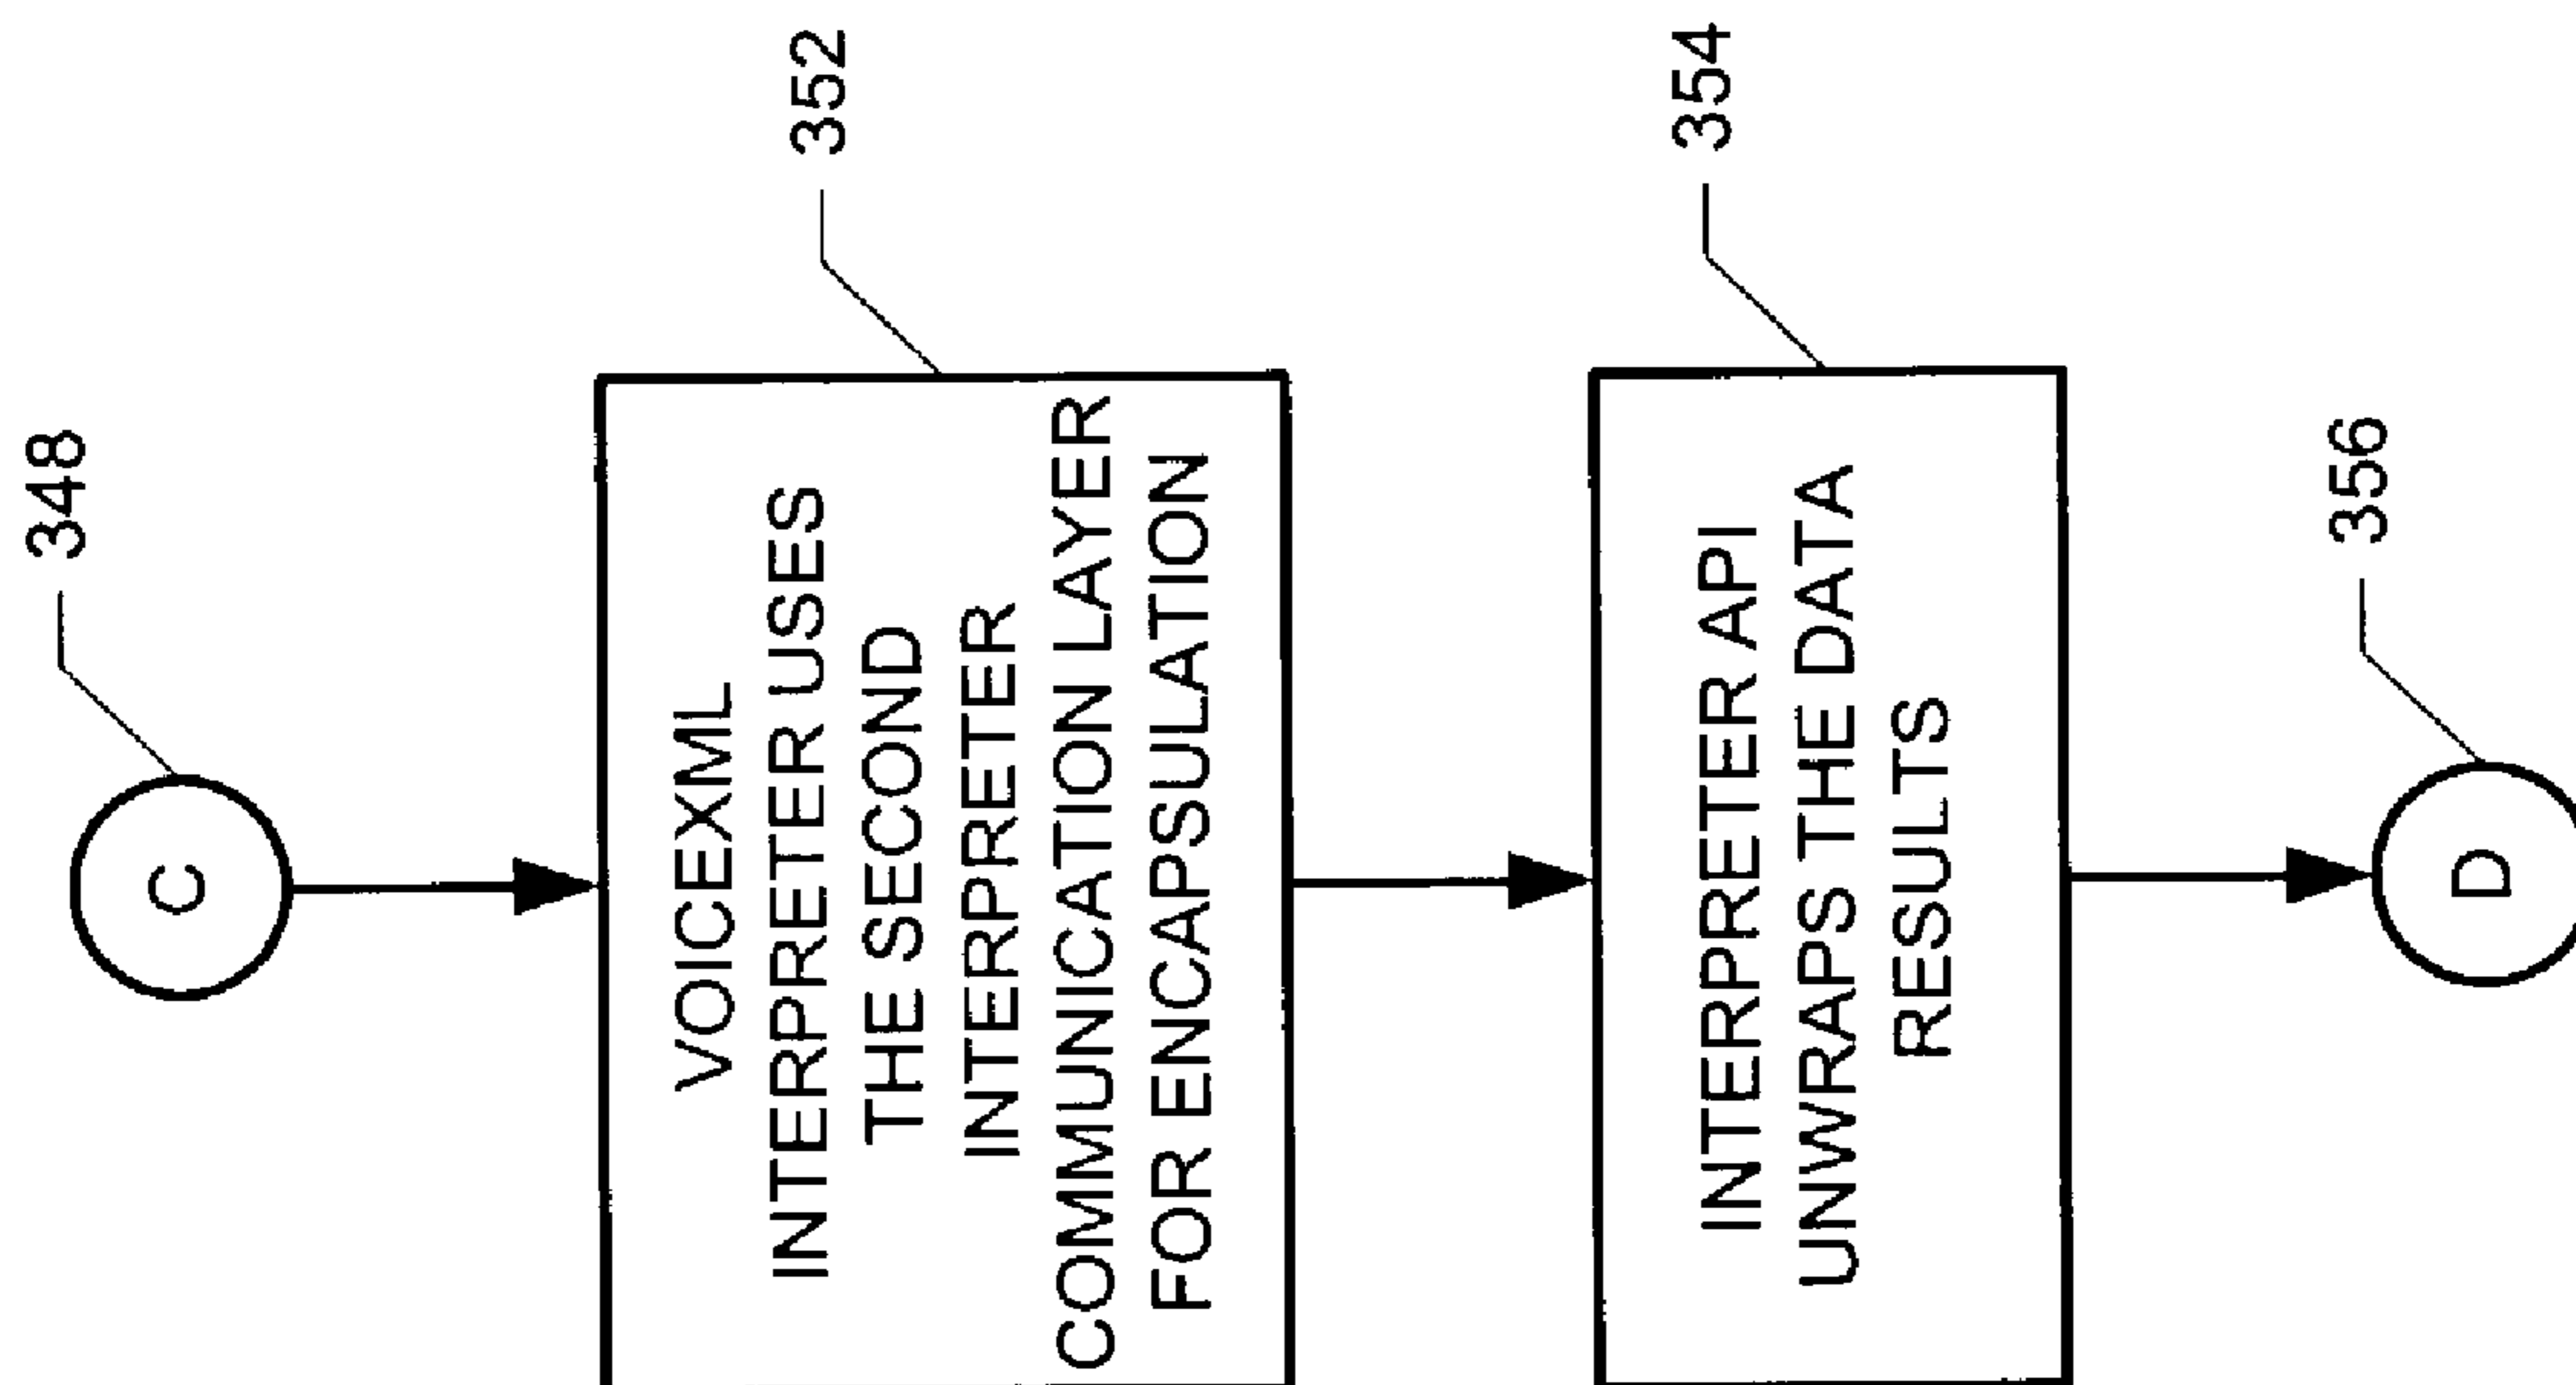 348
C
352
VOICEXML
INTERPRETER USES
THE SECOND
INTERPRETER
COMMUNICATION LAYER
FOR ENCAPSULATION
354
INTERPRETER API
UNWRAPS THE DATA
RESULTS
356
D